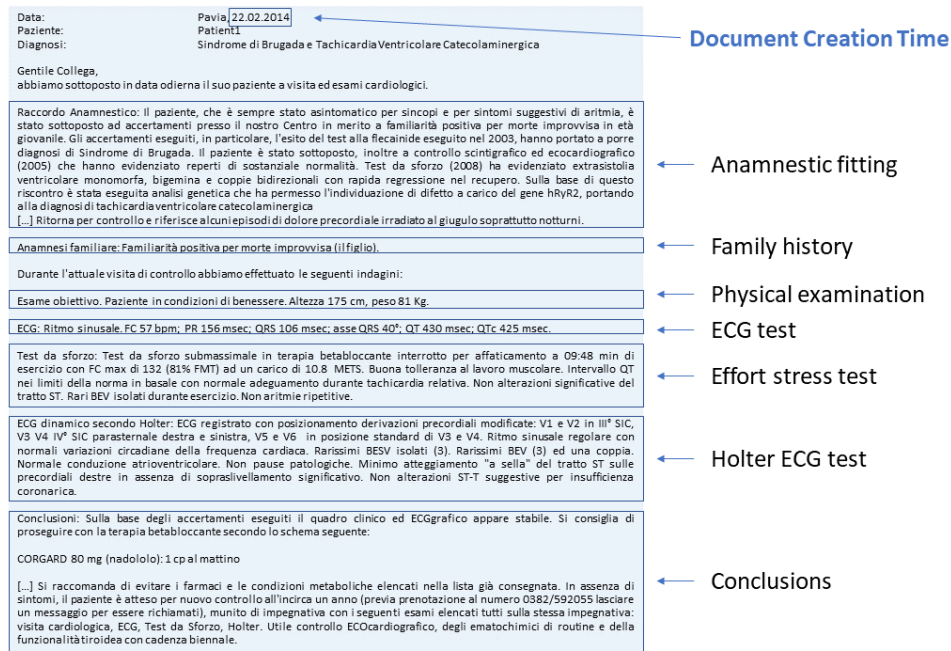 Data: Pavia, 22.02.2014
Document Creation Time
Paziente: Patient1
Diagnosi: Sindrome di Brugada e Tachicardia Ventricolare Catecolaminergica
Gentile Collega,
abbiamo sottoposto in data odierna il suo paziente a visita ed esami cardiologici.
Raccordo Anamnestico: Il paziente, che è sempre stato asintomatico per sincopi e per sintomi suggestivi di aritmia, è
stato sottoposto ad accertamenti presso il nostro Centro in merito a familiarità positiva per morte improvvisa in età
giovanile. Gli accertamenti eseguiti, in particolare, l'esito del test alla flecainide eseguito nel 2003, hanno portato a porre
diagnosi di Sindrome di Brugada. Il paziente è stato sottoposto, inoltre a controllo scintigrafico ed ecocardiografico
(2005) che hanno evidenziato reperti di sostanziale normalità. Test da sforzo (2008) ha evidenziato extrasistolia
ventricolare monomorfa, bigemina e coppie bidirezionali con rapida regressione nel recupero. Sulla base di questo
riscontro è stata eseguita analisi genetica che ha permesso l'individuazione di difetto a carico del gene hRyR2, portando
alla diagnosi di tachicardia ventricolare catecolaminergica
[...] Ritorna per controllo e riferisce alcuni episodi di dolore precordiale irradiato al giugulo soprattutto notturni.
Anamnestic fitting
Anamnesi familiare: Familiarità positiva per morte improvvisa (il figlio).
Family history
Durante l'attuale visita di controllo abbiamo effettuato le seguenti indagini:
Esame obiettivo. Paziente in condizioni di benessere. Altezza 175 cm, peso 81 Kg.
Physical examination
ECG: Ritmo sinusale. FC 57 bpm; PR 156 msec; QRS 106 msec; asse QRS 40°; QT 430 msec; QTc 425 msec.
ECG test
Test da sforzo: Test da sforzo submassimale in terapia betabloccante interrotto per affaticamento a 09:48 min di
esercizio con FC max di 132 (81% FMT) ad un carico di 10.8 METS. Buona tolleranza al lavoro muscolare. Intervallo QT
nei limiti della norma in basale con normale adeguamento durante tachicardia relativa. Non alterazioni significative del
tratto ST. Rari BEV isolati durante esercizio. Non aritmie ripetitive.
Effort stress test
ECG dinamico secondo Holter: ECG registrato con posizionamento derivazioni precordiali modificate: V1 e V2 in III° SIC,
V3 V4 IV° SIC parasternale destra e sinistra, V5 e V6 in posizione standard di V3 e V4. Ritmo sinusale regolare con
normali variazioni circadiane della frequenza cardiaca. Rarissimi BESV isolati (3). Rarissimi BEV (3) ed una coppia.
Normale conduzione atrioventricolare. Non pause patologiche. Minimo atteggiamento "a sella" del tratto ST sulle
precordiali destre in assenza di sopraslivellamento significativo. Non alterazioni ST-T suggestive per insufficienza
coronarica.
Holter ECG test
Conclusioni: Sulla base degli accertamenti eseguiti il quadro clinico ed ECGgrafico appare stabile. Si consiglia di
proseguire con la terapia betabloccante secondo lo schema seguente:
CORGARD 80 mg (nadololo): 1 cp al mattino
[...] Si raccomanda di evitare i farmaci e le condizioni metaboliche elencati nella lista già consegnata. In assenza di
sintomi, il paziente è atteso per nuovo controllo all'incirca un anno (previa prenotazione al numero 0382/592055 lasciare
un messaggio per essere richiamati), munito di impegnativa con i seguenti esami elencati tutti sulla stessa impegnativa:
visita cardiologica, ECG, Test da Sforzo, Holter. Utile controllo ECOcardiografico, degli ematochimici di routine e della
funzionalità tiroidea con cadenza biennale.
Conclusions